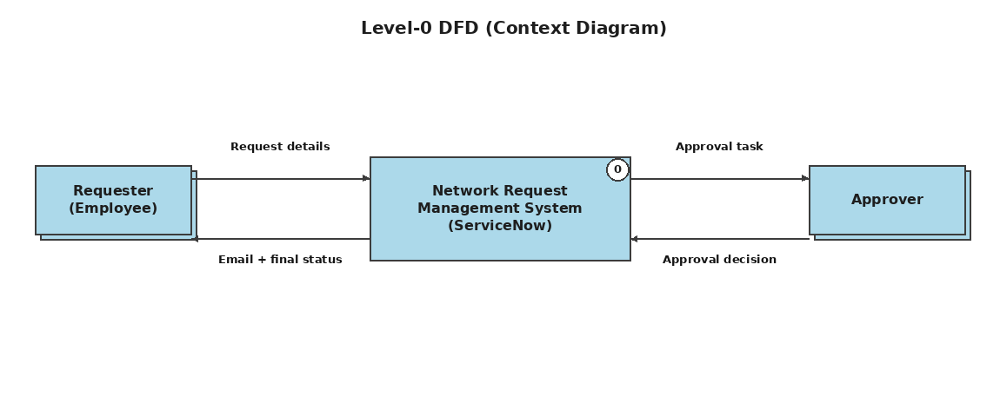 Level-0 DFD (Context Diagram)
Request details
Approval task
Requester
(Employee)
0
Network Request
Management System
(ServiceNow)
Approver
Email + final status
Approval decision